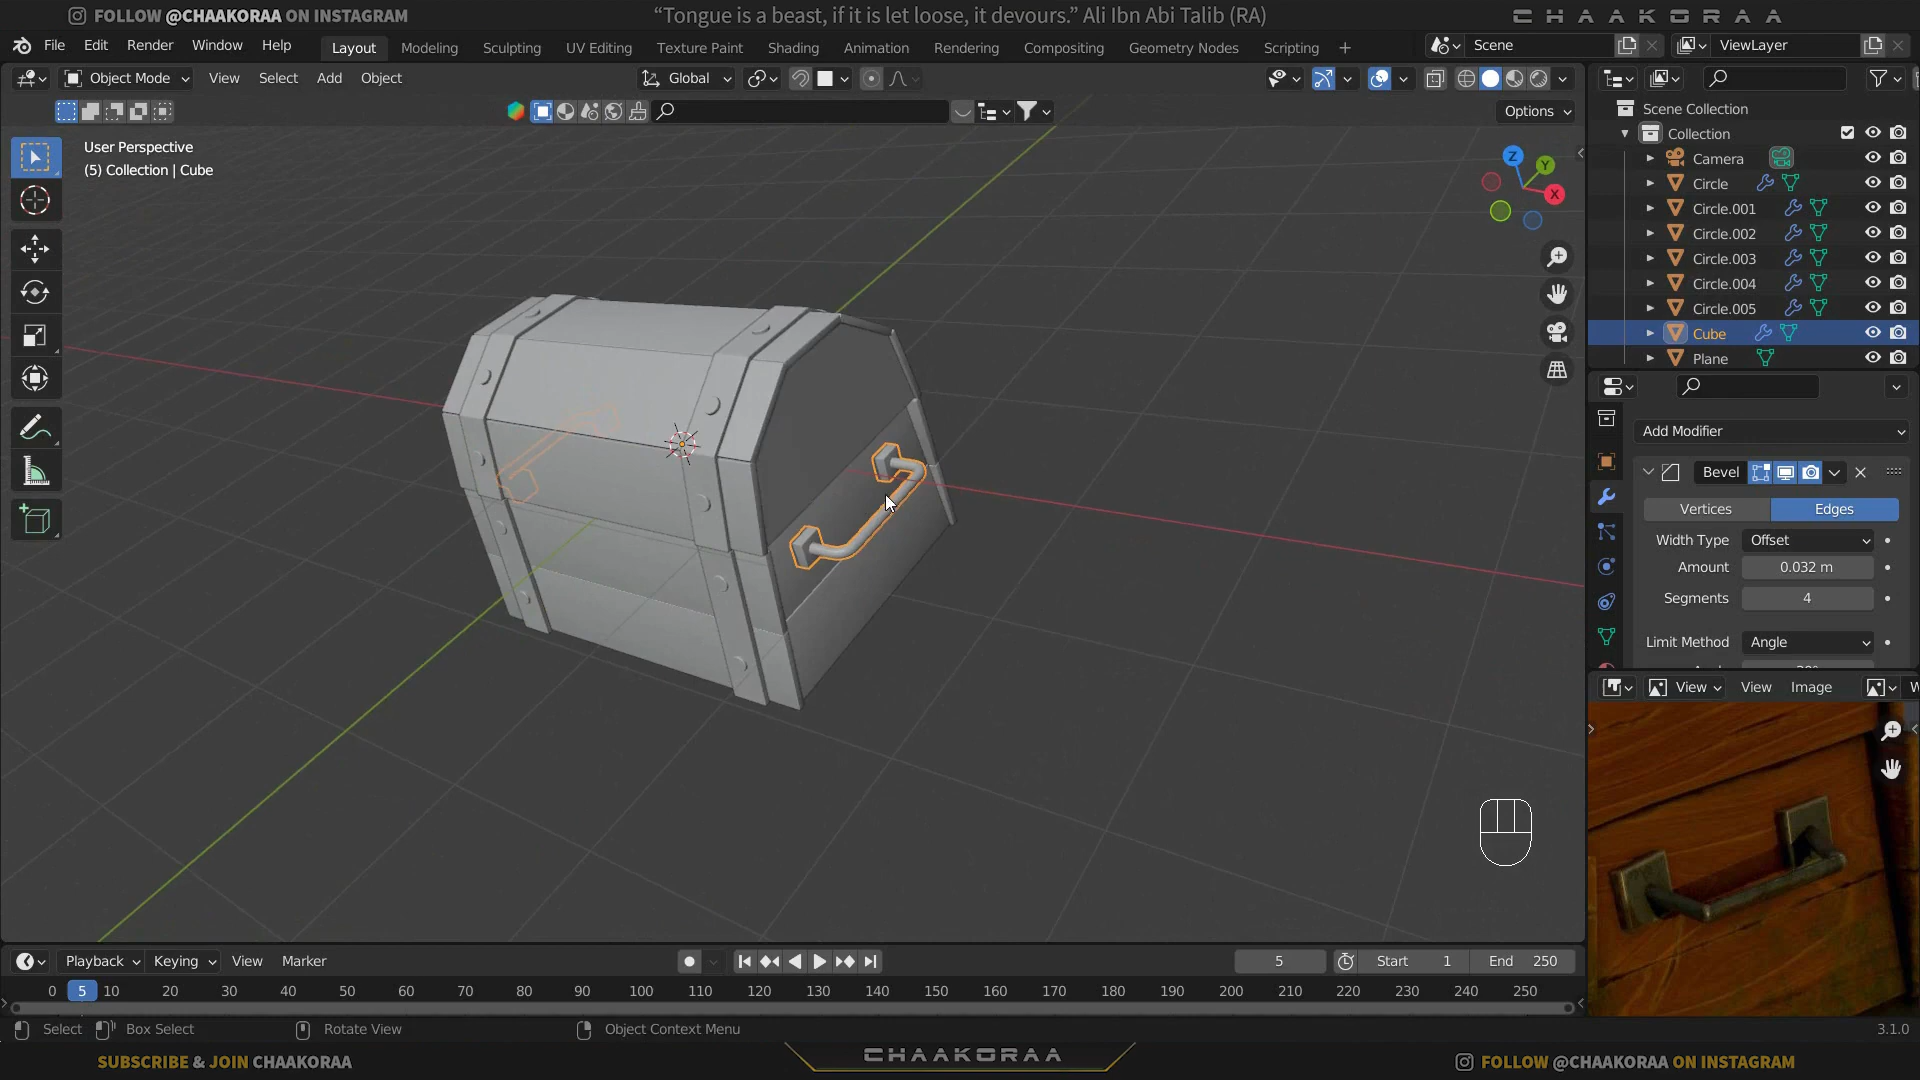 FOLLOW @CHAAKORAA ON INSTAGRAM
“Tongue is a beast, if it is let loose, it devours.” Ali Ibn Abi Talib (RA)
CHAAKORAA
File Edit Render Window Help
Layout Modeling Sculpting UV Editing Texture Paint Shading Animation Rendering Compositing Geometry Nodes Scripting
Scene
ViewLayer
Object Mode View Select Add Object
Global
Options
User Perspective
(5) Collection | Cube
Z
Y
X
Scene Collection
Collection
Camera
Circle
Circle.001
Circle.002
Circle.003
Circle.004
Circle.005
Cube
Plane
Add Modifier
Bevel
Vertices Edges
Width Type Offset
Amount 0.032 m
Segments 4
Limit Method Angle
View View Image
Playback Keying View Marker
5 Start 1 End 250
0 5 10 20 30 40 50 60 70 80 90 100 110 120 130 140 150 160 170 180 190 200 210 220 230 240 250
Select Box Select Rotate View Object Context Menu
3.1.0
SUBSCRIBE & JOIN CHAAKORAA
CHAAKORAA
FOLLOW @CHAAKORAA ON INSTAGRAM